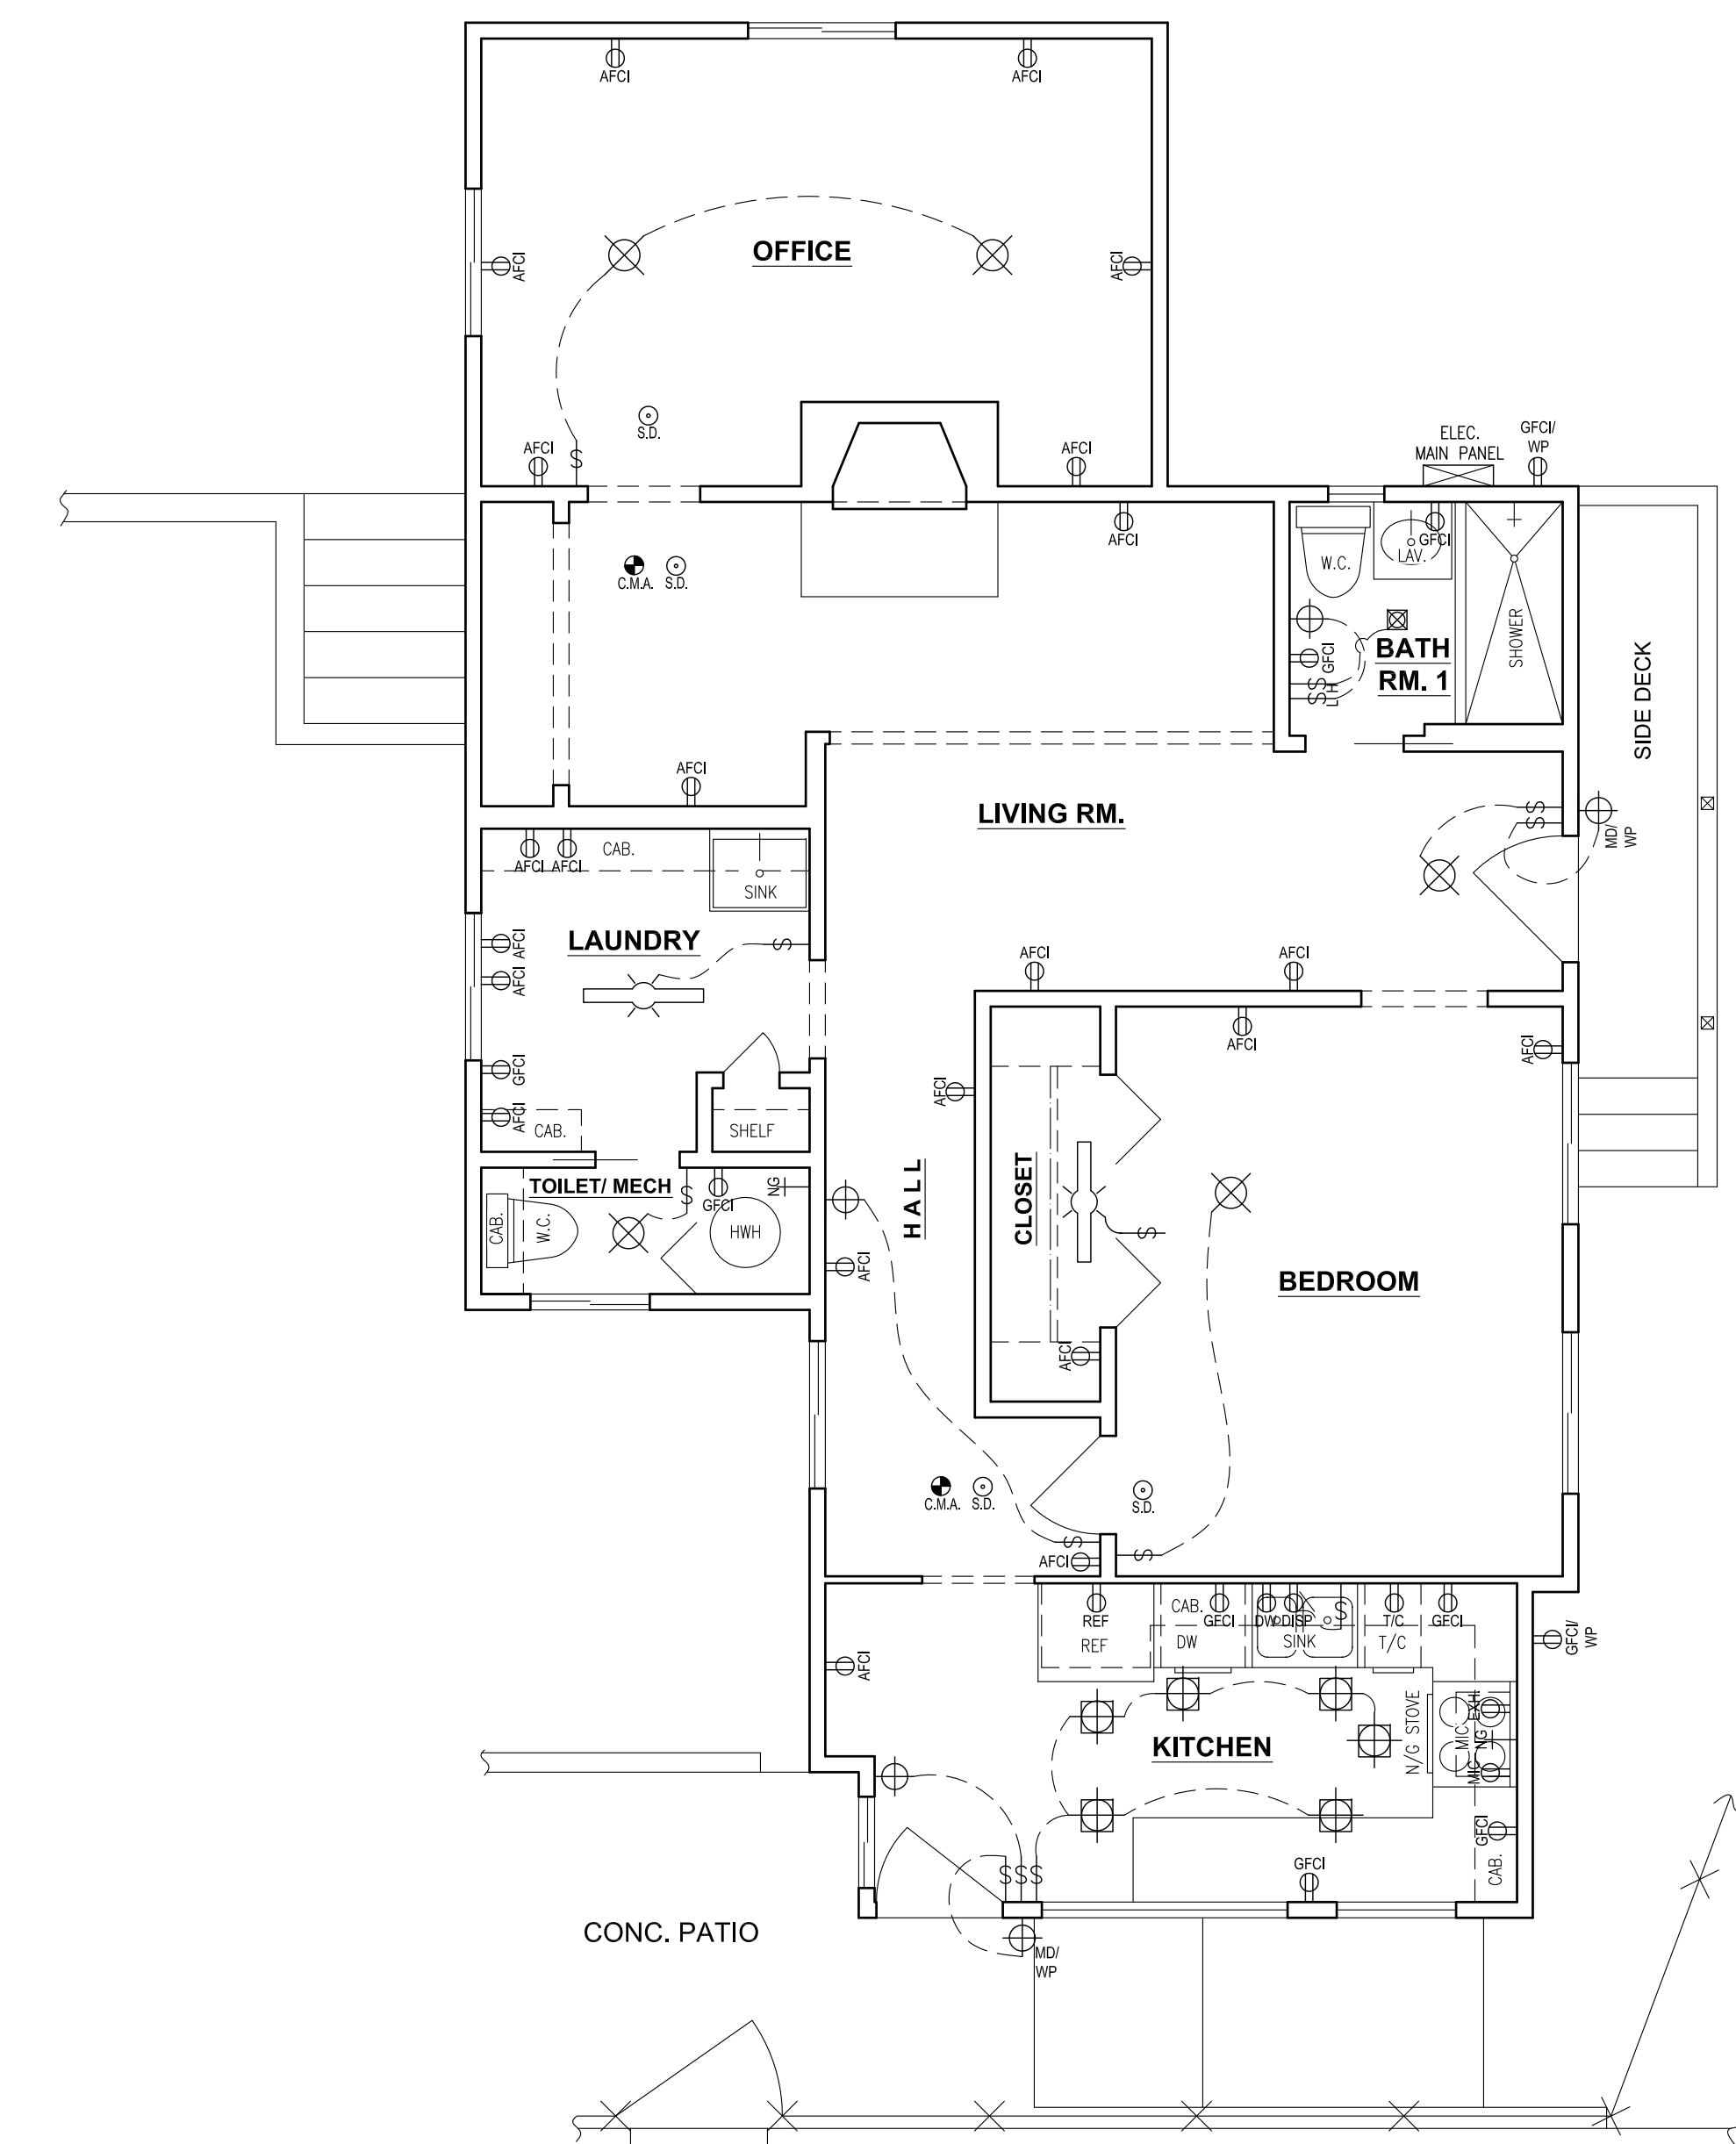 AFCI
AFCI
OFFICE
AFCI
AFCI
S.D.
AFCI
S
AFCI
ELEC.
MAIN PANEL
GFCI/
WP
AFCI
GFCI
LAV.
W.C.
C.M.A.
S.D.
SHOWER
BATH
RM. 1
GFCI
S
S
SIDE DECK
AFCI
LIVING RM.
S
S
MD/
WP
AFCI
AFCI
CAB.
SINK
LAUNDRY
S
AFCI
AFCI
AFCI
AFCI
AFCI
AFCI
GFCI
AFCI
AFCI
CAB.
SHELF
HALL
CLOSET
TOILET/ MECH
S
GFCI
NG
CAB.
W.C.
HWH
S
AFCI
BEDROOM
AFCI
C.M.A.
S.D.
S.D.
S
S
AFCI
REF
REF
CAB.
GFCI
DW
DW
DISP
SINK
S
T/C
T/C
GFCI
GFCI/
WP
AFCI
KITCHEN
N/G STOVE
EXH.
MIC
NG
MIC
GFCI
CAB.
GFCI
S
S
S
CONC. PATIO
MD/
WP